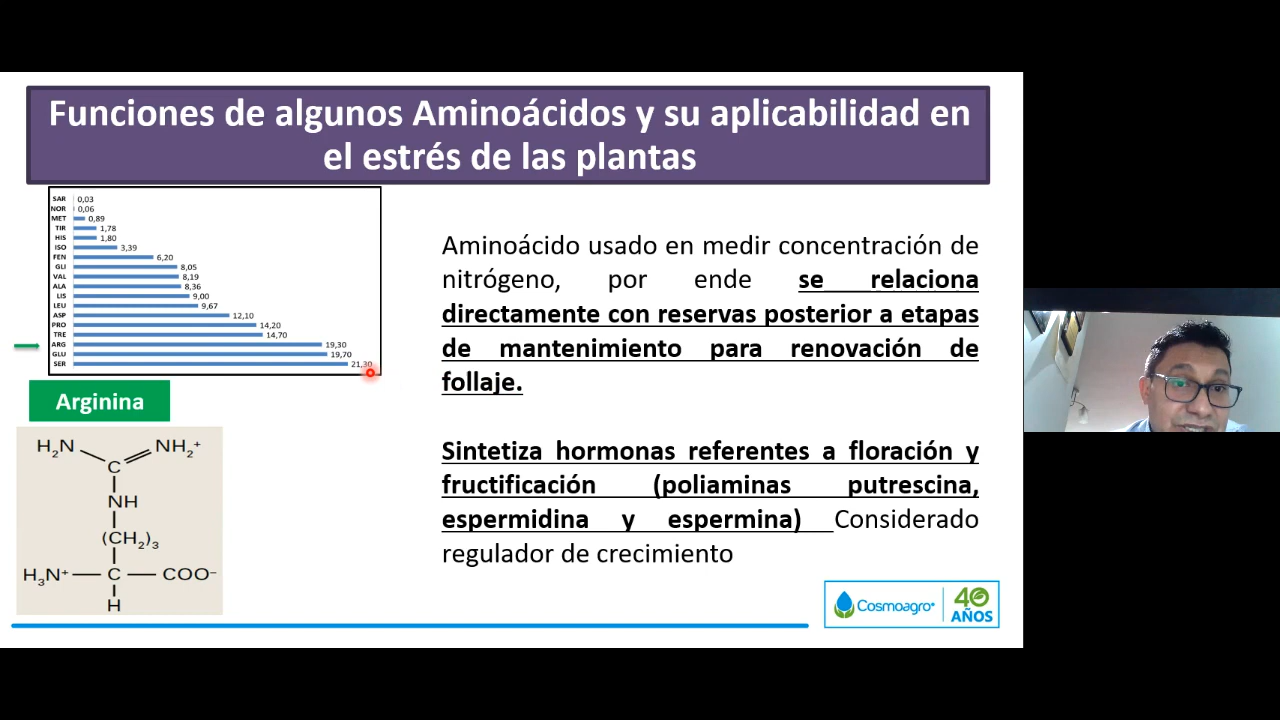 Funciones de algunos Aminoácidos y su aplicabilidad en
el estrés de las plantas
SAR 0,03
NOR 0,06
MET 0,89
TIR 1,78
HIS 1,80
ISO 3,39
FEN 6,20
GLI 8,05
VAL 8,19
ALA 8,36
LIS 9,00
LEU 9,67
ASP 12,10
PRO 14,20
TRE 14,70
ARG 19,30
GLU 19,70
SER 21,30
Arginina
H₂N NH₂⁺
C
NH
(CH₂)₃
H₃N⁺ C COO⁻
H
Aminoácido usado en medir concentración de
nitrógeno, por ende se relaciona
directamente con reservas posterior a etapas
de mantenimiento para renovación de
follaje.
Sintetiza hormonas referentes a floración y
fructificación (poliaminas putrescina,
espermidina y espermina) Considerado
regulador de crecimiento
Cosmoagro 40
AÑOS